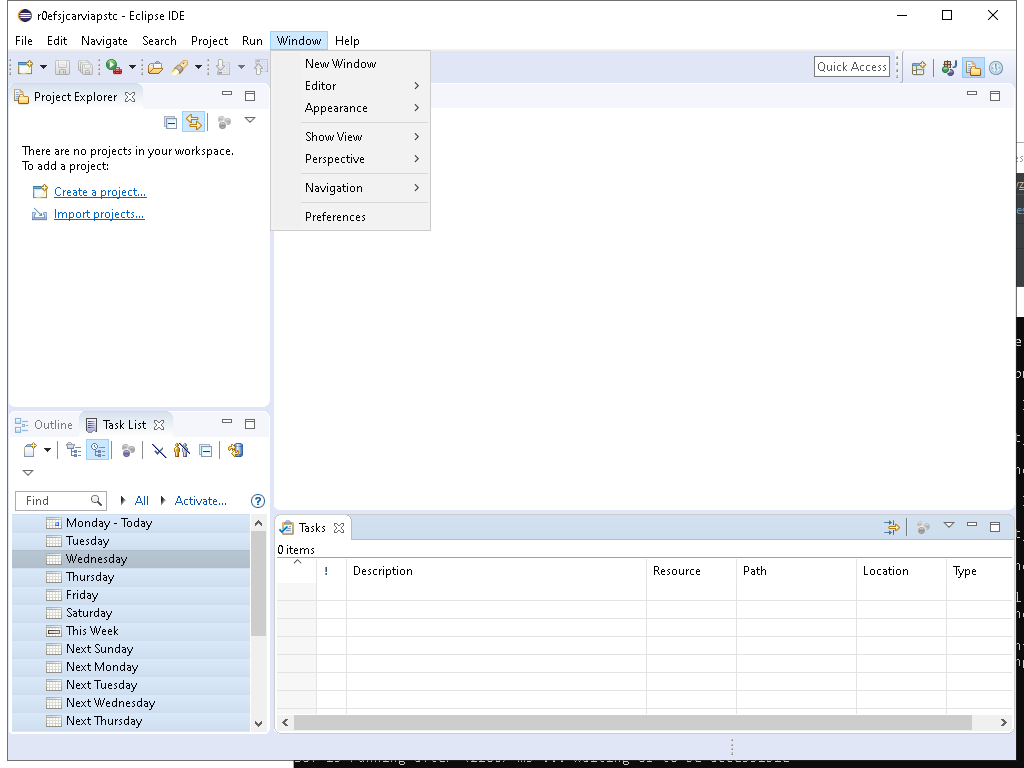 r0efsjcarviapstc - Eclipse IDE
File Edit Navigate Search Project Run Window Help
New Window
Editor
Appearance
Show View
Perspective
Navigation
Preferences
Quick Access
Project Explorer
There are no projects in your workspace.
To add a project:
Create a project...
Import projects...
Outline Task List
Find All Activate...
Monday - Today
Tuesday
Wednesday
Thursday
Friday
Saturday
This Week
Next Sunday
Next Monday
Next Tuesday
Next Wednesday
Next Thursday
Tasks
0 items
! Description Resource Path Location Type